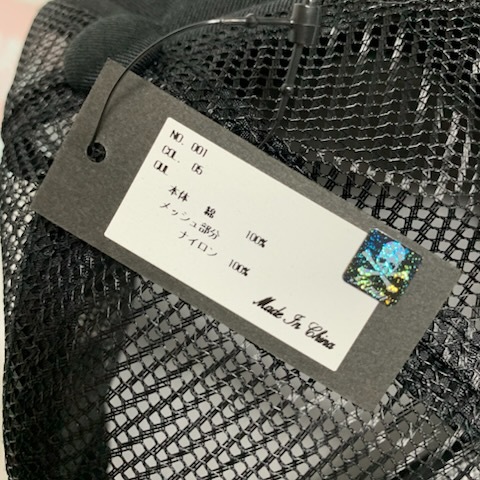 NO. 001
COL. 05
QUL
本体 綿 100%
メッシュ部分
ナイロン 100%
Made In China